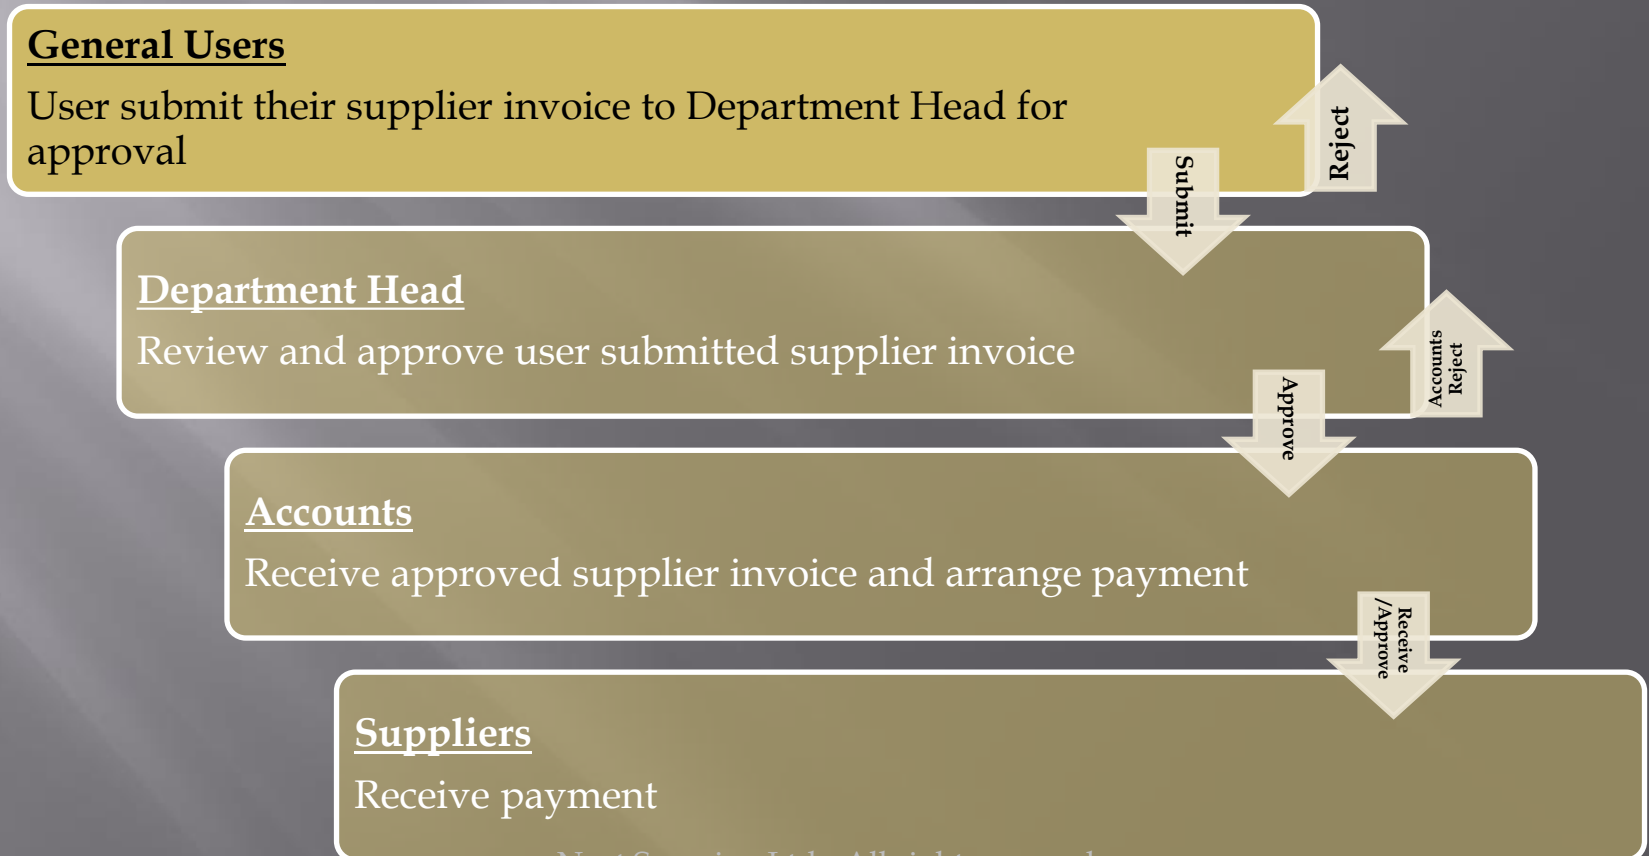 General Users
User submit their supplier invoice to Department Head for
approval
Reject
Submit
Department Head
Review and approve user submitted supplier invoice
Accounts
Reject
Approve
Accounts
Receive approved supplier invoice and arrange payment
Receive
/Approve
Suppliers
Receive payment